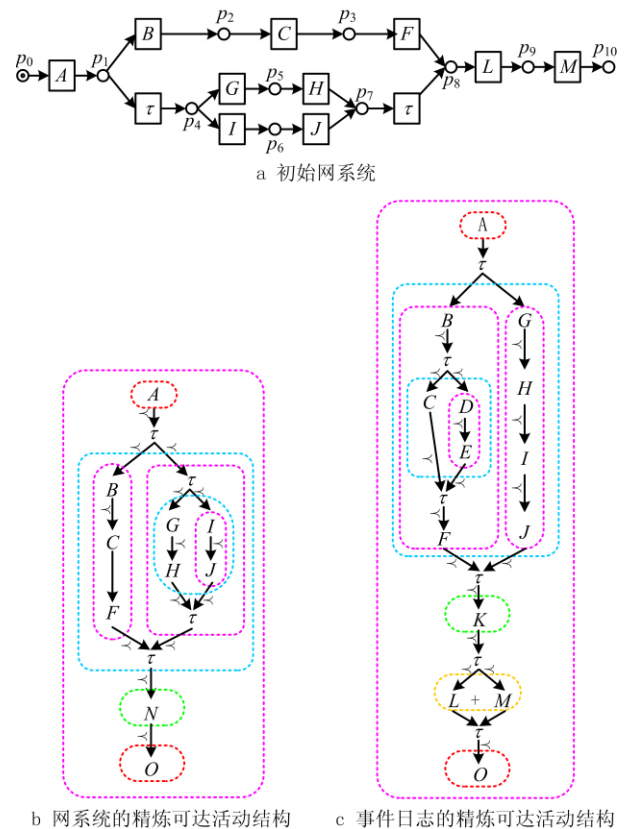 p2 p3
B C F
p0 A p1 p8 L p9 M p10
G p5 H
τ p4 p7 τ
I p6 J
a 初始网系统
A
τ
B G
τ
C D H
E I
τ
F J
τ
K
τ
L + M
τ
O
A
τ
B τ
G I
C
H J
F τ
τ
N
O
b 网系统的精炼可达活动结构 c 事件日志的精炼可达活动结构